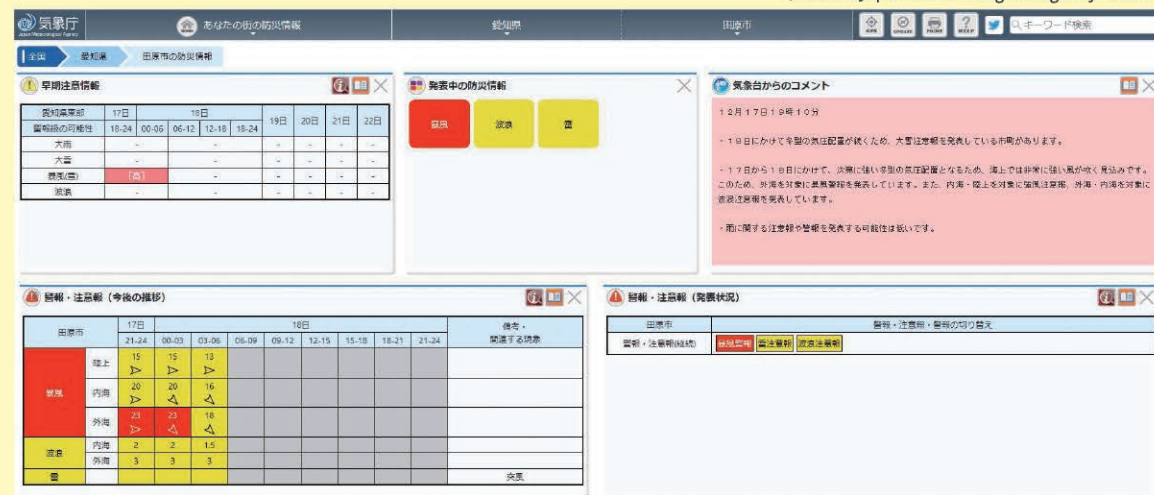 気象庁
Japan Meteorological Agency
あなたの街の防災情報
愛知県
田原市
キーワード検索
全国
愛知県
田原市の防災情報
早期注意情報
愛知県東部 17日 18日 19日 20日 21日 22日
警報級の可能性 18-24 00-06 06-12 12-18 18-24
大雨 - - - - - -
大雪 - - - - - -
暴風(雪) [高] - - - - -
波浪 - - - - - -
発表中の防災情報
暴風 波浪 雷
気象台からのコメント
12月17日19時10分
・19日にかけて冬型の気圧配置が続くため、大雪注意報を発表している市町があります。
・17日から18日にかけて、次第に強い冬型の気圧配置となるため、海上では非常に強い風が吹く見込みです。
このため、外海を対象に暴風警報を発表しています。また、内海・陸上を対象に強風注意報、外海・内海を対象に
波浪注意報を発表しています。
・雨に関する注意報や警報を発表する可能性は低いです。
警報・注意報（今後の推移）
田原市 17日 18日 備考・
関連する現象
21-24 00-03 03-06 06-09 09-12 12-15 15-18 18-21 21-24
暴風 陸上 15 15 13
内海 20 20 16
外海 23 23 18
波浪 内海 2 2 1.5
外海 3 3 3
雷 突風
警報・注意報（発表状況）
田原市 警報・注意報・警報の切り替え
警報・注意報(継続) 暴風警報 雷注意報 波浪注意報